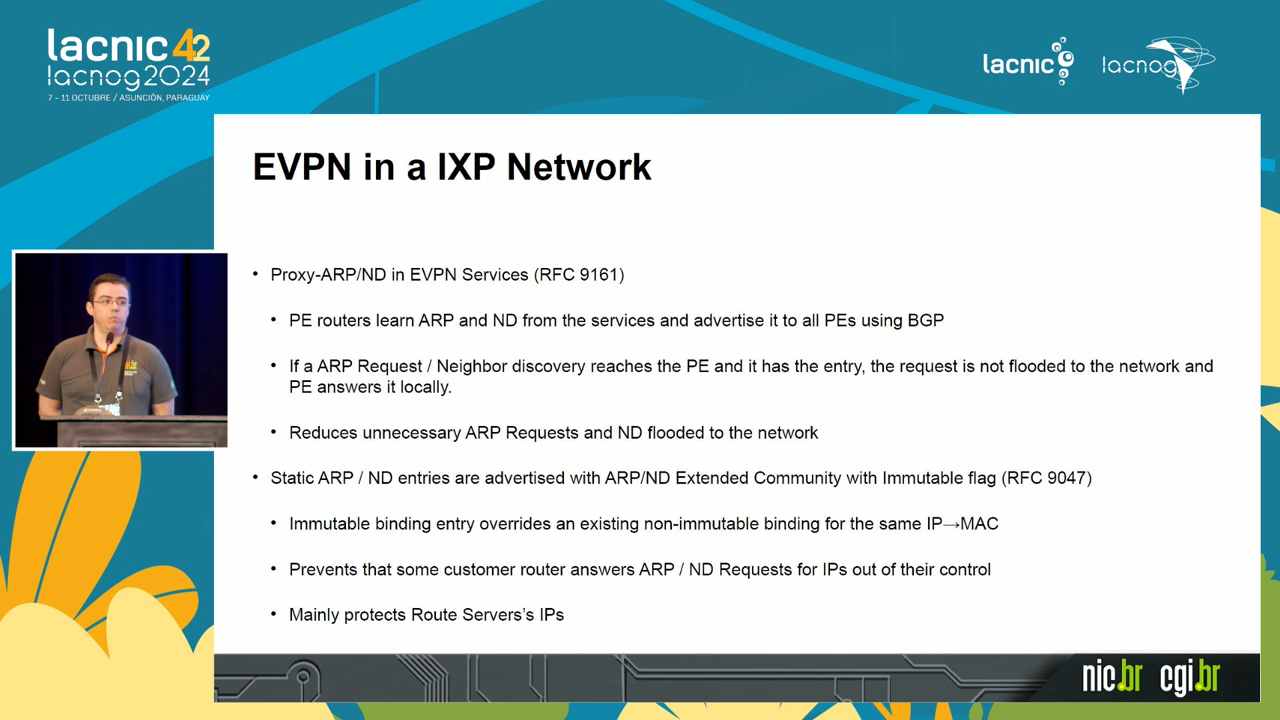 lacnic 42
lacnog2024
7 - 11 OCTUBRE / ASUNCIÓN, PARAGUAY
lacnic
lacnog
EVPN in a IXP Network
• Proxy-ARP/ND in EVPN Services (RFC 9161)
• PE routers learn ARP and ND from the services and advertise it to all PEs using BGP
• If a ARP Request / Neighbor discovery reaches the PE and it has the entry, the request is not flooded to the network and
PE answers it locally.
• Reduces unnecessary ARP Requests and ND flooded to the network
• Static ARP / ND entries are advertised with ARP/ND Extended Community with Immutable flag (RFC 9047)
• Immutable binding entry overrides an existing non-immutable binding for the same IP→MAC
• Prevents that some customer router answers ARP / ND Requests for IPs out of their control
• Mainly protects Route Servers's IPs
nic.br cgi.br